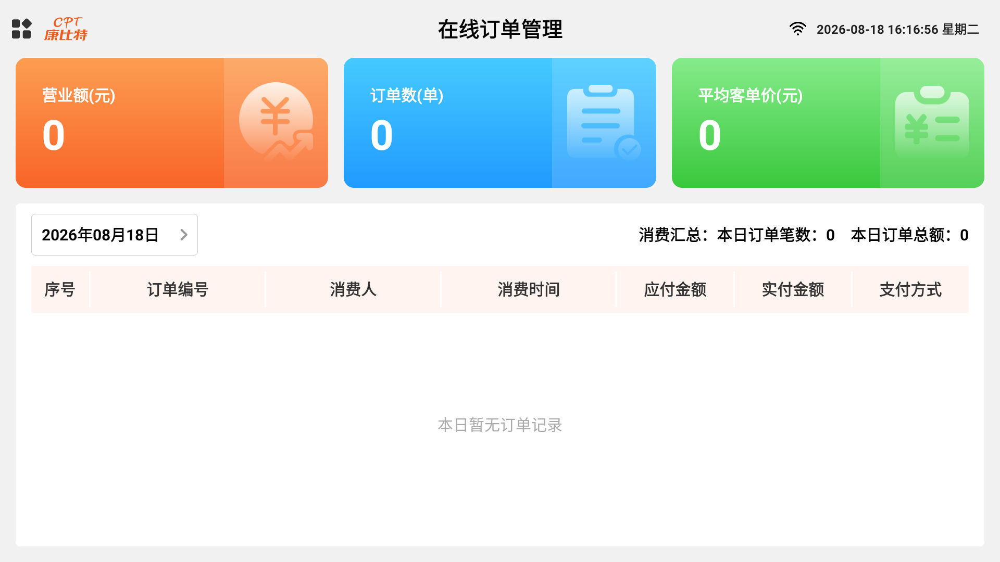 CPT
康比特
在线订单管理
2026-08-18 16:16:56 星期二
营业额(元)
0
订单数(单)
0
平均客单价(元)
0
2026年08月18日
消费汇总：本日订单笔数：0 本日订单总额：0
序号 订单编号 消费人 消费时间 应付金额 实付金额 支付方式
本日暂无订单记录